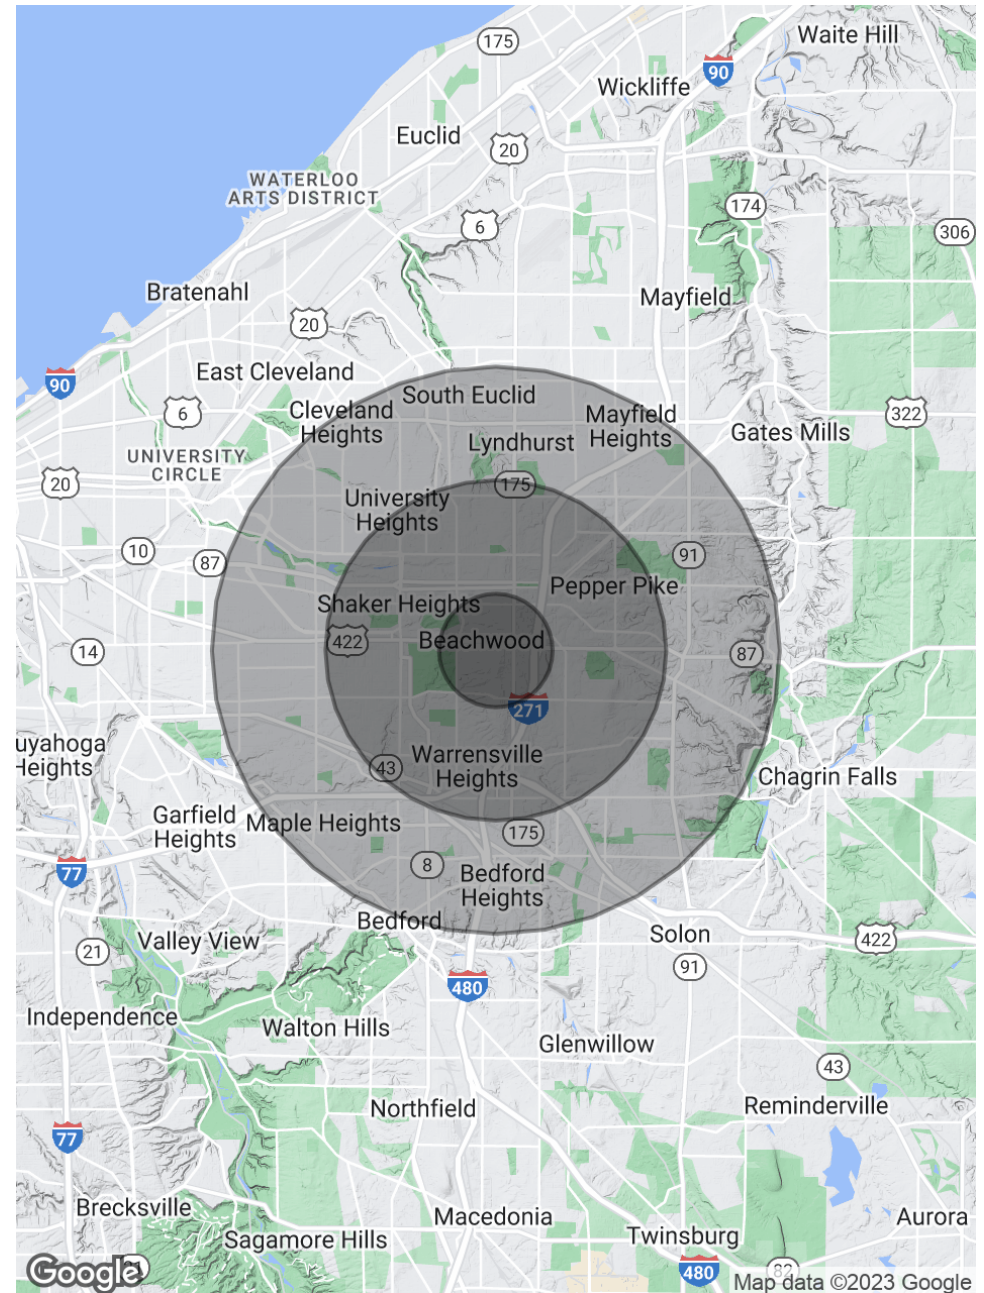 175
Waite Hill
90
Wickliffe
Euclid
20
WATERLOO
ARTS DISTRICT
174
6
306
Bratenahl
Mayfield
20
East Cleveland
90
South Euclid
6
Cleveland
Heights
Mayfield
Heights
322
Lyndhurst
Gates Mills
UNIVERSITY
CIRCLE
20
175
University
Heights
10
87
91
Pepper Pike
Shaker Heights
422
Beachwood
14
87
271
uyahoga
Heights
Warrensville
Heights
43
Chagrin Falls
Garfield
Heights
Maple Heights
175
8
77
Bedford
Heights
Bedford
Valley View
21
Solon
422
91
480
Independence
Walton Hills
Glenwillow
43
Northfield
Reminderville
77
Brecksville
Macedonia
Aurora
Sagamore Hills
Twinsburg
Google
480
82
Map data ©2023 Google